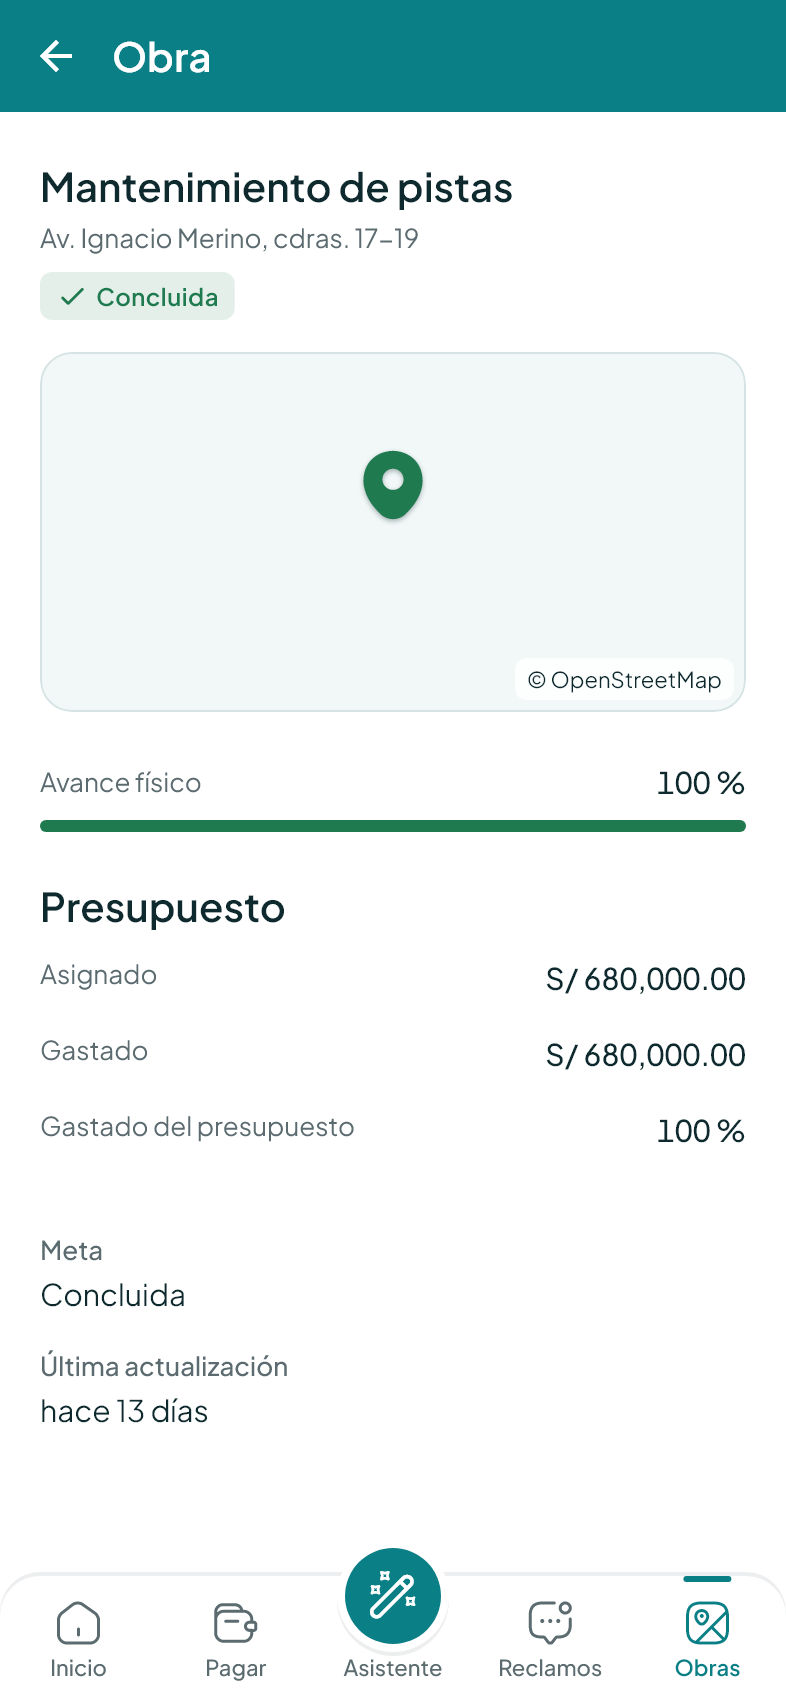 Obra
Mantenimiento de pistas
Av. Ignacio Merino, cdras. 17–19
Concluida
© OpenStreetMap
Avance físico 100 %
Presupuesto
Asignado S/ 680,000.00
Gastado S/ 680,000.00
Gastado del presupuesto 100 %
Meta
Concluida
Última actualización
hace 13 días
Inicio Pagar Asistente Reclamos Obras